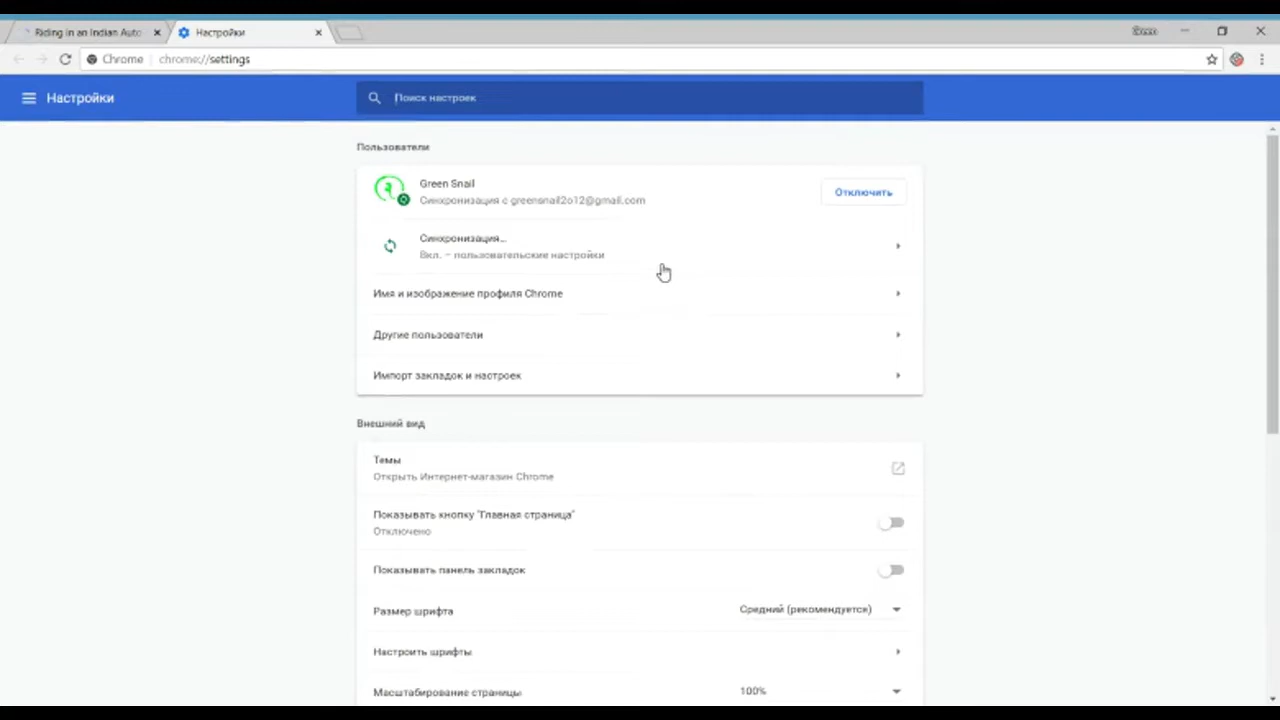 Riding in an Indian Auto
Настройки
Chrome
chrome://settings
Настройки
Поиск настроек
Пользователи
Green Snail
Синхронизация с greensnail2o12@gmail.com
Отключить
Синхронизация...
Вкл. – пользовательские настройки
Имя и изображение профиля Chrome
Другие пользователи
Импорт закладок и настроек
Внешний вид
Темы
Открыть Интернет-магазин Chrome
Показывать кнопку "Главная страница"
Отключено
Показывать панель закладок
Размер шрифта
Средний (рекомендуется)
Настроить шрифты
Масштабирование страницы
100%